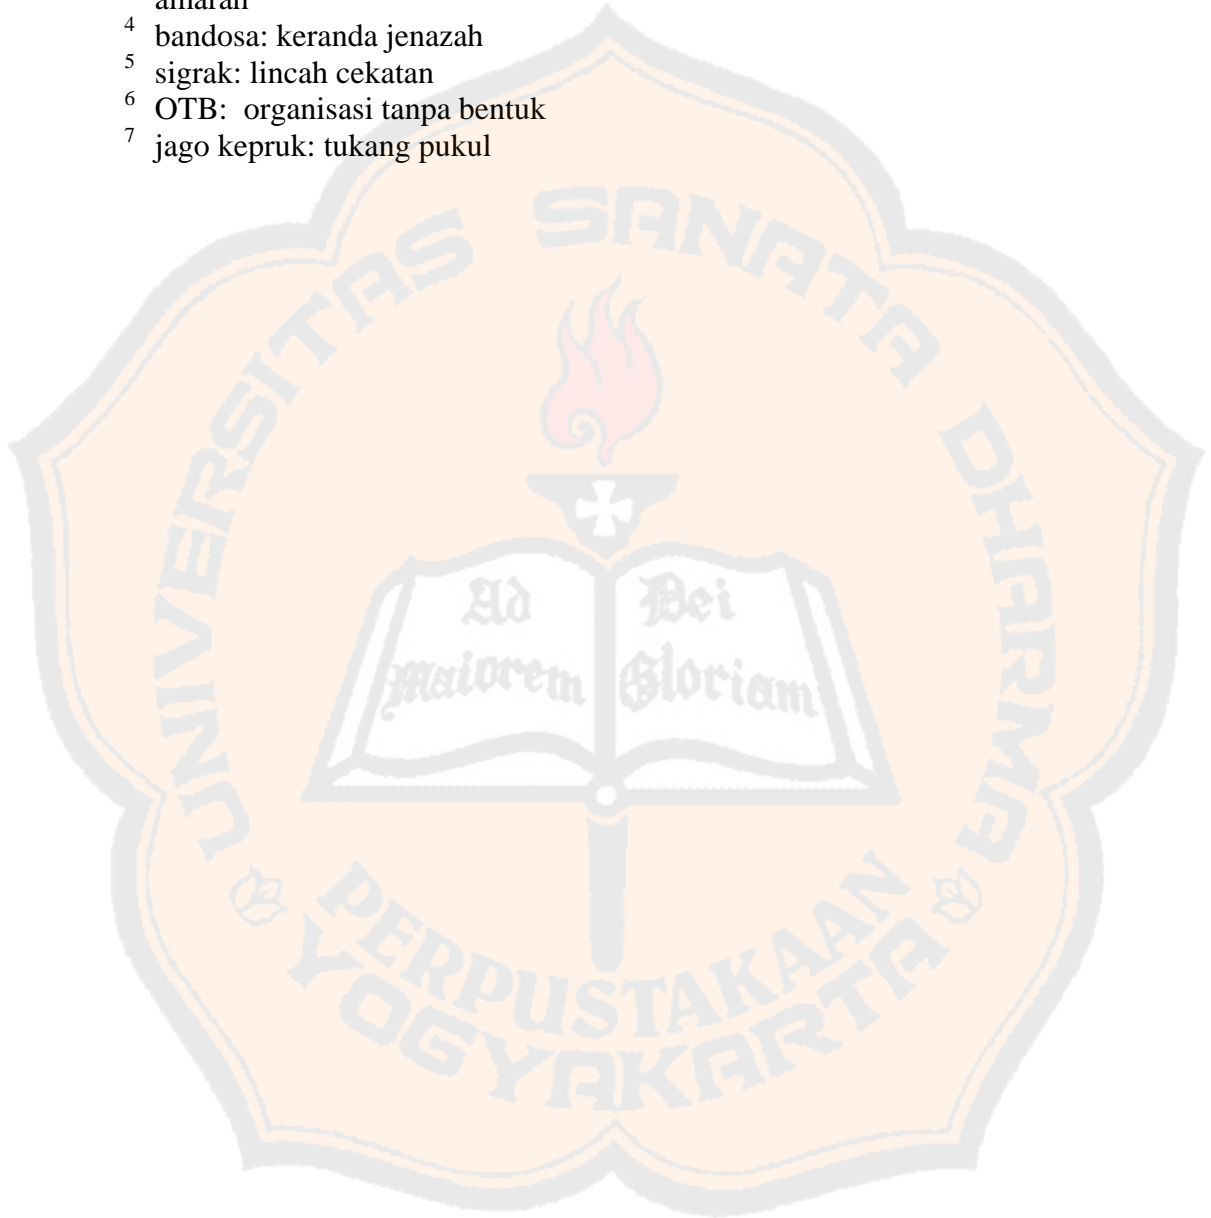 4 bandosa: keranda jenazah
5 sigrak: lincah cekatan
6 OTB: organisasi tanpa bentuk
7 jago kepruk: tukang pukul
UNIVERSITAS SANATA DHARMA
Ad Dei
maiorem Gloriam
PERPUSTAKAAN
YOGYAKARTA